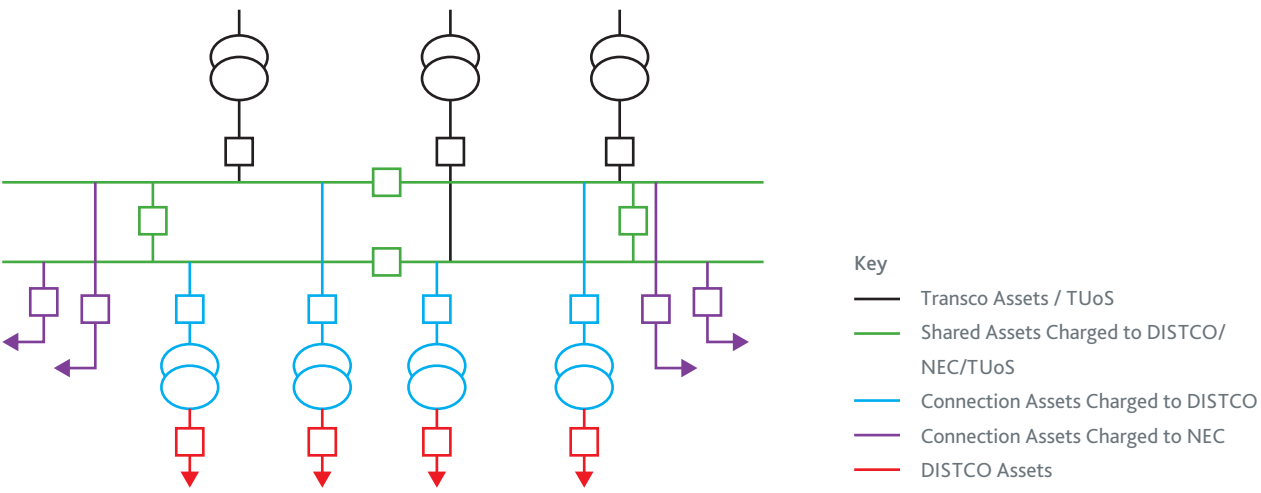 Key
Transco Assets / TUoS
Shared Assets Charged to DISTCO/
NEC/TUoS
Connection Assets Charged to DISTCO
Connection Assets Charged to NEC
DISTCO Assets